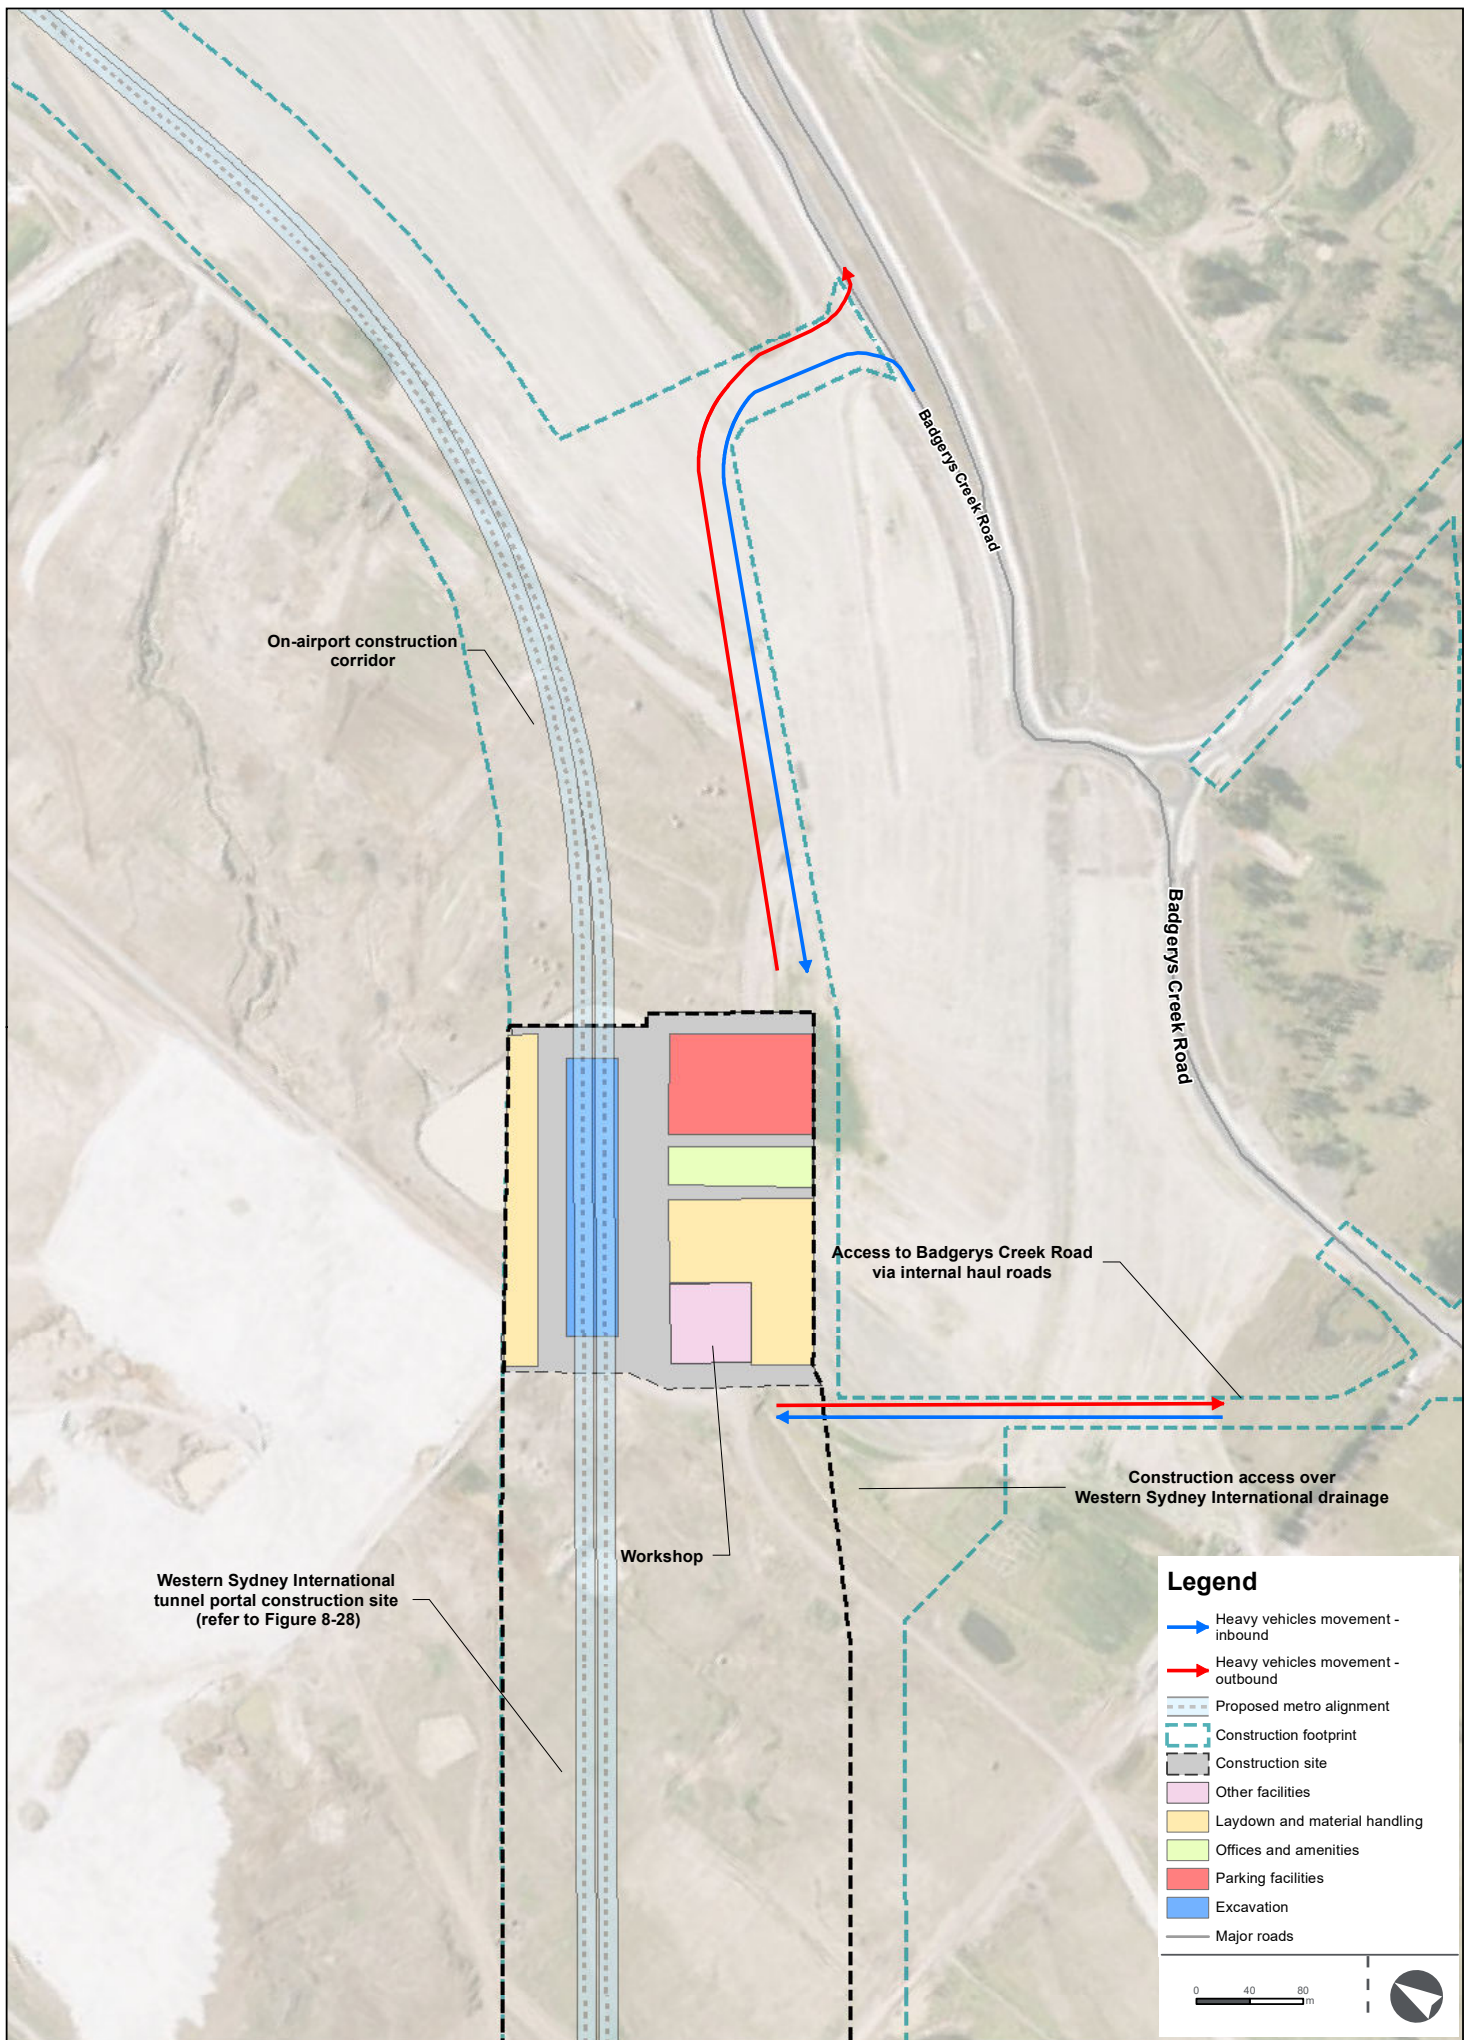 Badgerys Creek Road
On-airport construction
corridor
Badgerys Creek Road
Access to Badgerys Creek Road
via internal haul roads
Construction access over
Western Sydney International drainage
Workshop
Western Sydney International
tunnel portal construction site
(refer to Figure 8-28)
Legend
Heavy vehicles movement -
inbound
Heavy vehicles movement -
outbound
Proposed metro alignment
Construction footprint
Construction site
Other facilities
Laydown and material handling
Offices and amenities
Parking facilities
Excavation
Major roads
0 40 80
m